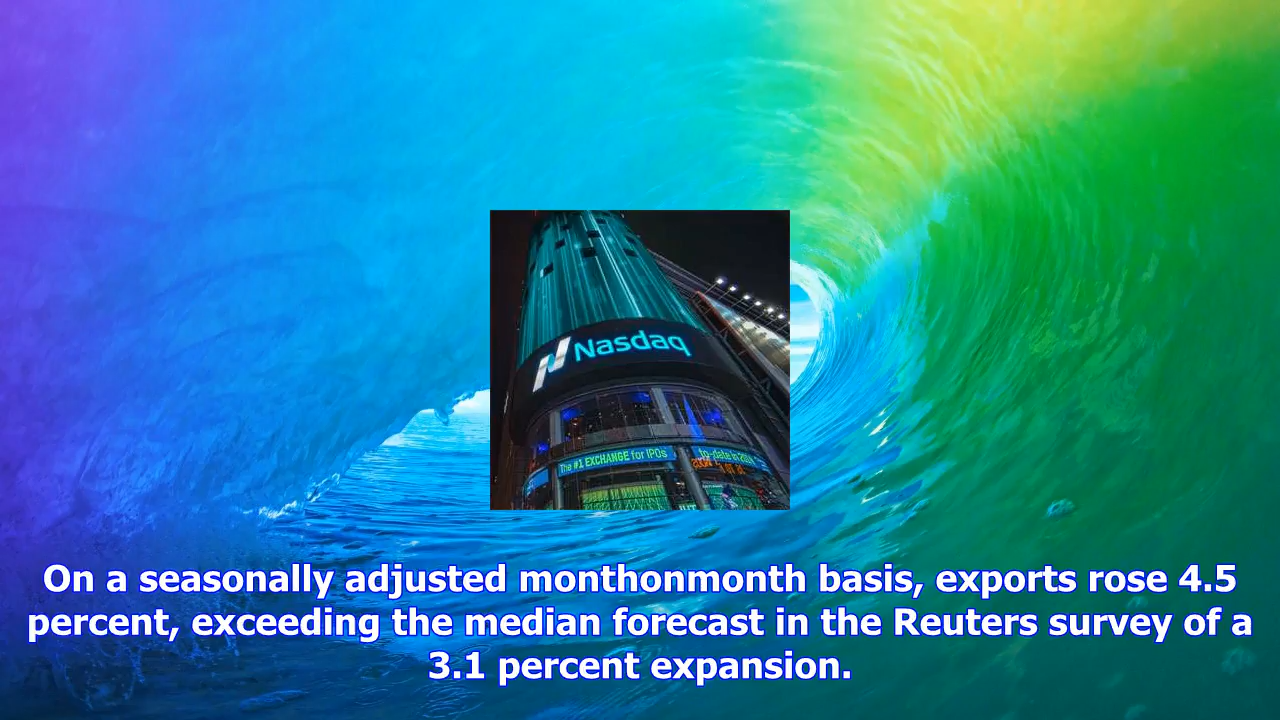 Nasdaq
The #1 EXCHANGE for IPOs
On a seasonally adjusted monthonmonth basis, exports rose 4.5
percent, exceeding the median forecast in the Reuters survey of a
3.1 percent expansion.